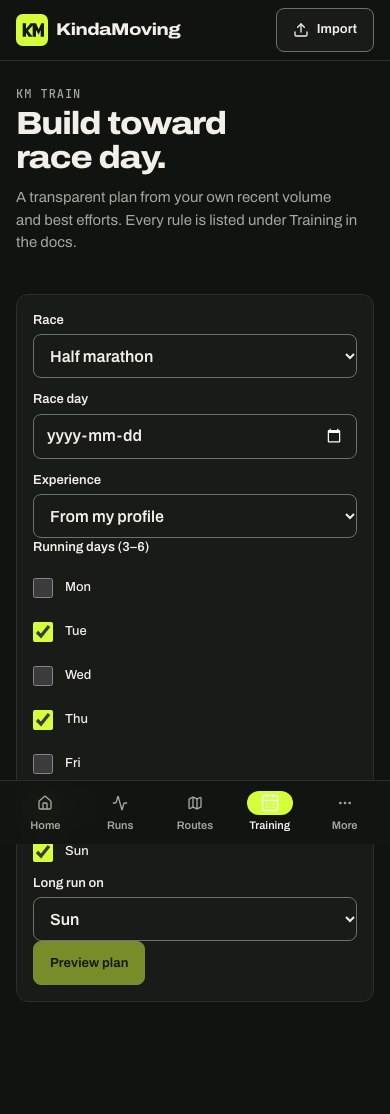 KM KindaMoving
Import
KM TRAIN
Build toward
race day.
A transparent plan from your own recent volume
and best efforts. Every rule is listed under Training in
the docs.
Race
Half marathon
Race day
yyyy-mm-dd
Experience
From my profile
Running days (3–6)
Mon
Tue
Wed
Thu
Fri
Home
Runs
Routes
Training
More
Sun
Long run on
Sun
Preview plan